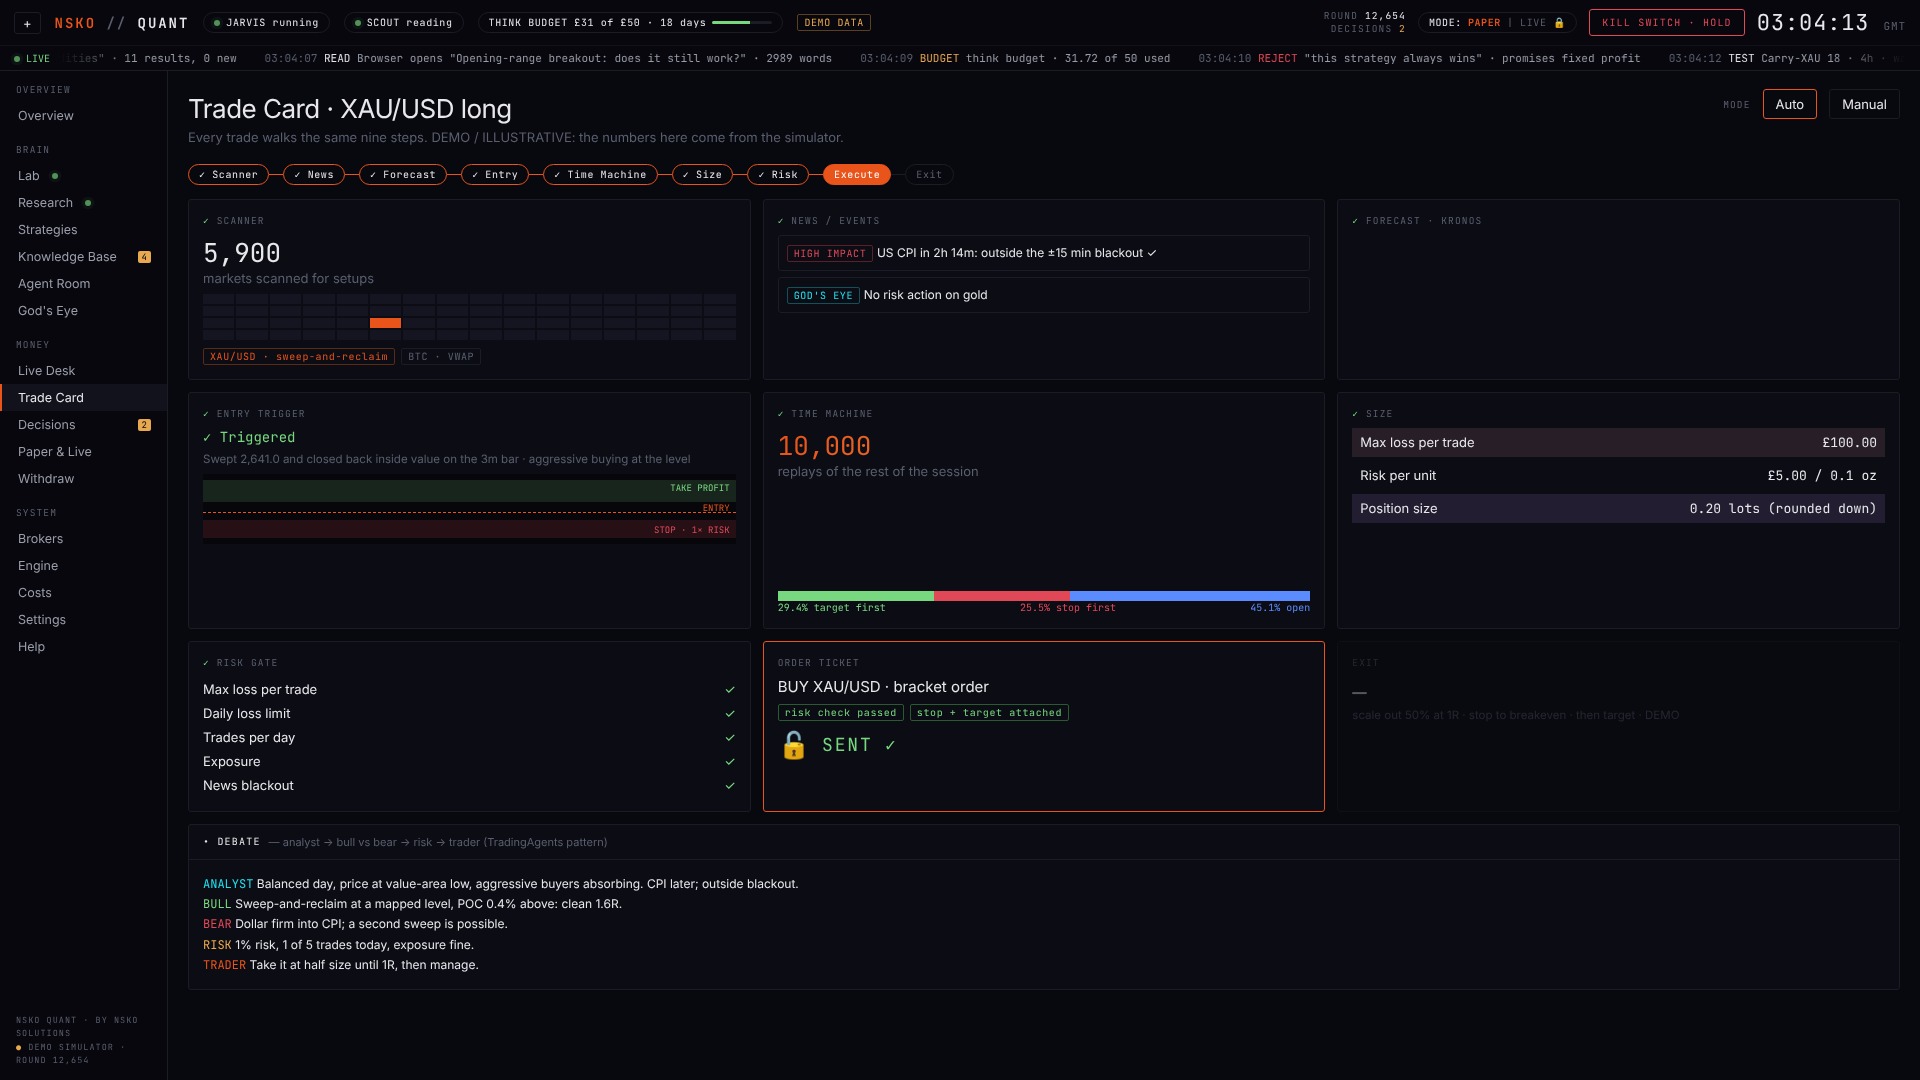 + NSKO // QUANT JARVIS running SCOUT reading THINK BUDGET £31 of £50 · 18 days DEMO DATA ROUND 12,654 DECISIONS 2 MODE: PAPER | LIVE 🔒 KILL SWITCH · HOLD 03:04:13 GMT
LIVE ities" · 11 results, 0 new 03:04:07 READ Browser opens "Opening-range breakout: does it still work?" · 2989 words 03:04:09 BUDGET think budget · 31.72 of 50 used 03:04:10 REJECT "this strategy always wins" · promises fixed profit 03:04:12 TEST Carry-XAU 18 · 4h ·
OVERVIEW
Overview
BRAIN
Lab
Research
Strategies
Knowledge Base 4
Agent Room
God's Eye
MONEY
Live Desk
Trade Card
Decisions 2
Paper & Live
Withdraw
SYSTEM
Brokers
Engine
Costs
Settings
Help
NSKO QUANT · BY NSKO
SOLUTIONS
DEMO SIMULATOR ·
ROUND 12,654
Trade Card · XAU/USD long
Every trade walks the same nine steps. DEMO / ILLUSTRATIVE: the numbers here come from the simulator.
MODE Auto Manual
✓ Scanner ✓ News ✓ Forecast ✓ Entry ✓ Time Machine ✓ Size ✓ Risk Execute Exit
✓ SCANNER
5,900
markets scanned for setups
XAU/USD · sweep-and-reclaim BTC · VWAP
✓ NEWS / EVENTS
HIGH IMPACT US CPI in 2h 14m: outside the ±15 min blackout ✓
GOD'S EYE No risk action on gold
✓ FORECAST · KRONOS
✓ ENTRY TRIGGER
✓ Triggered
Swept 2,641.0 and closed back inside value on the 3m bar · aggressive buying at the level
TAKE PROFIT
ENTRY
STOP · 1× RISK
✓ TIME MACHINE
10,000
replays of the rest of the session
29.4% target first 25.5% stop first 45.1% open
✓ SIZE
Max loss per trade £100.00
Risk per unit £5.00 / 0.1 oz
Position size 0.20 lots (rounded down)
✓ RISK GATE
Max loss per trade ✓
Daily loss limit ✓
Trades per day ✓
Exposure ✓
News blackout ✓
ORDER TICKET
BUY XAU/USD · bracket order
risk check passed stop + target attached
🔓 SENT ✓
EXIT
—
scale out 50% at 1R · stop to breakeven · then target · DEMO
• DEBATE — analyst → bull vs bear → risk → trader (TradingAgents pattern)
ANALYST Balanced day, price at value-area low, aggressive buyers absorbing. CPI later; outside blackout.
BULL Sweep-and-reclaim at a mapped level, POC 0.4% above: clean 1.6R.
BEAR Dollar firm into CPI; a second sweep is possible.
RISK 1% risk, 1 of 5 trades today, exposure fine.
TRADER Take it at half size until 1R, then manage.